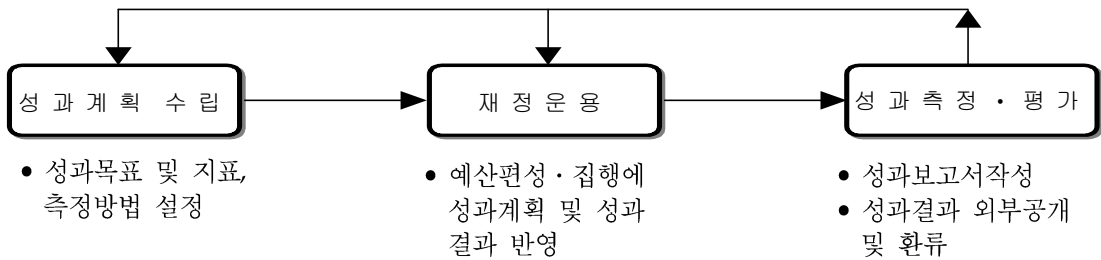 성과계획 수립
재정운용
성과측정·평가
• 성과목표 및 지표,
측정방법 설정
• 예산편성·집행에
성과계획 및 성과
결과 반영
• 성과보고서작성
• 성과결과 외부공개
및 환류